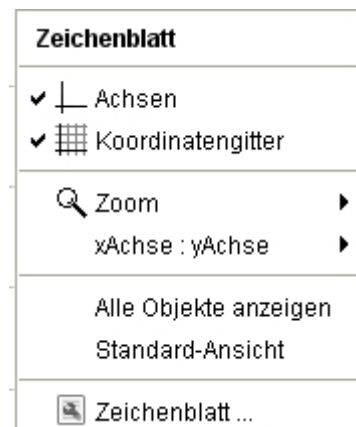 Zeichenblatt
Achsen
Koordinatengitter
Zoom
xAchse : yAchse
Alle Objekte anzeigen
Standard-Ansicht
Zeichenblatt ...